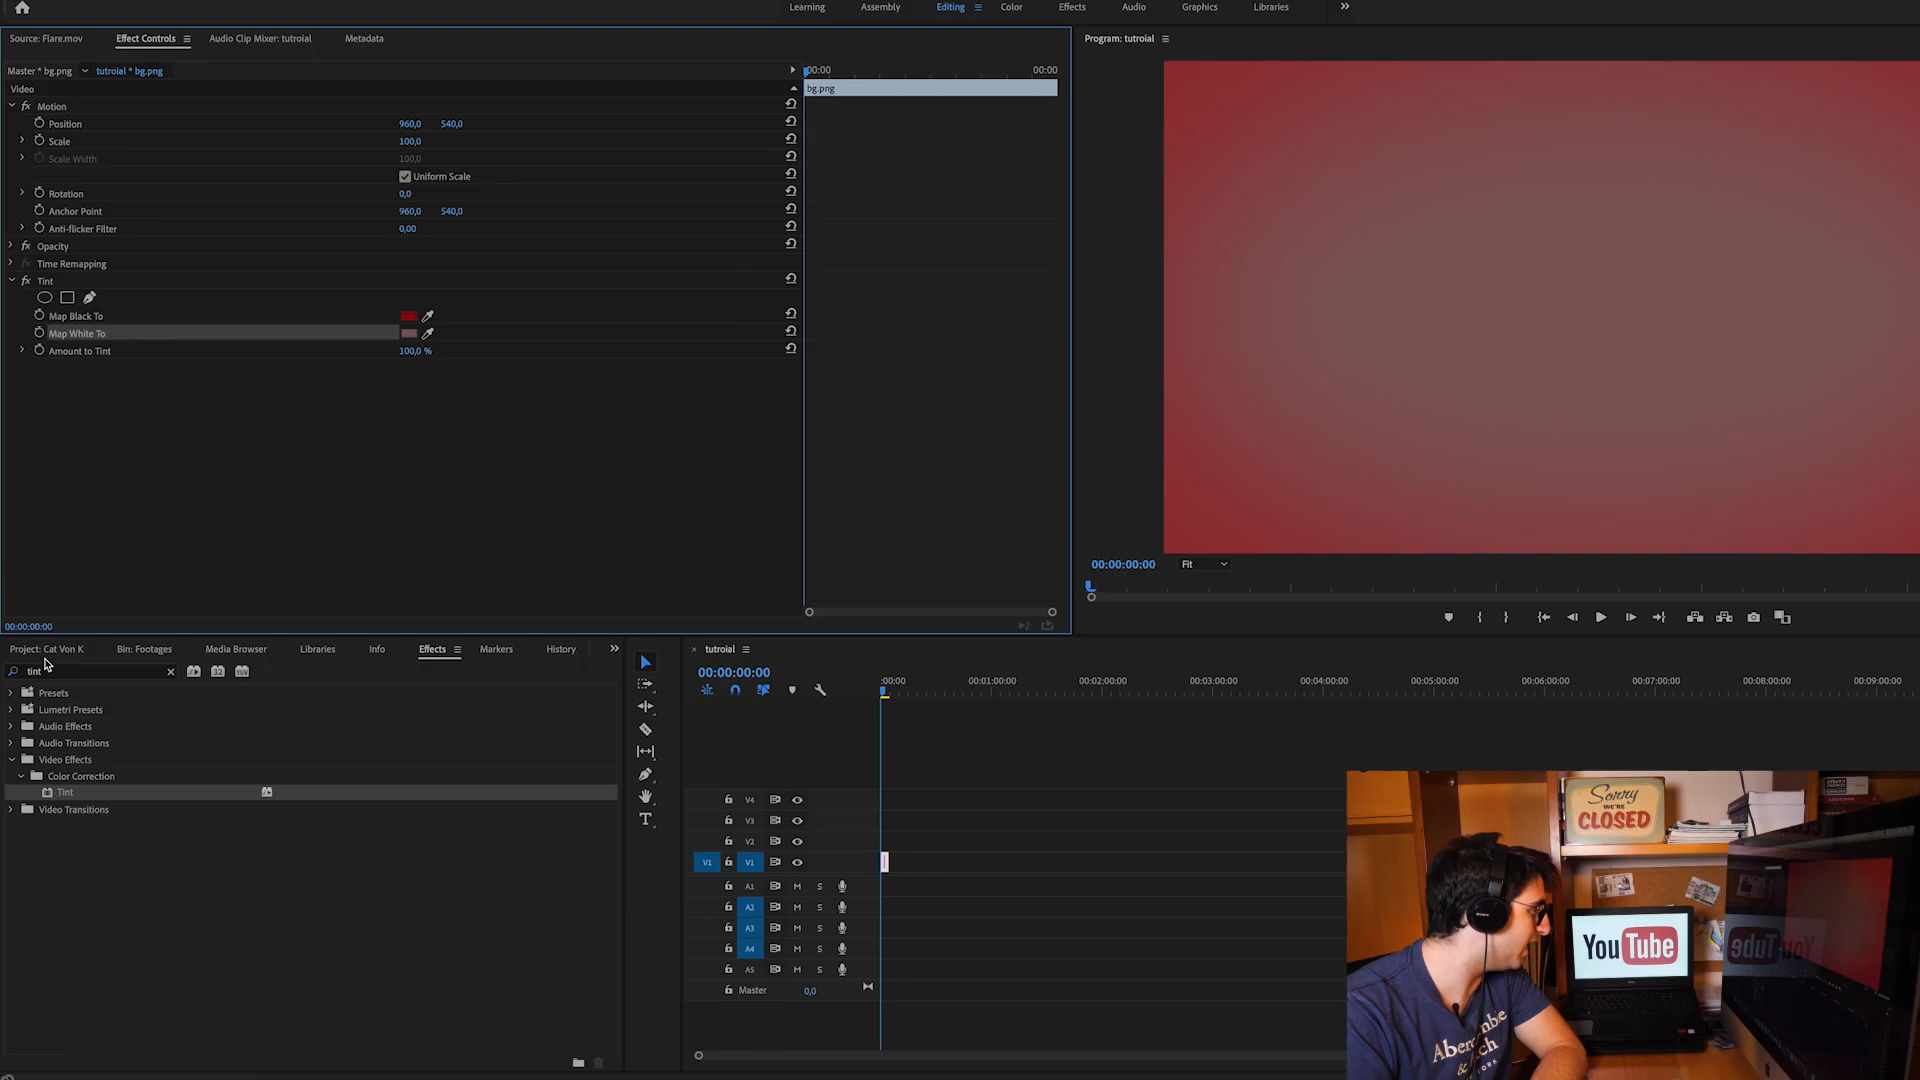 Learning
Assembly
Editing
Color
Effects
Audio
Graphics
Libraries
Source: Flare.mov
Effect Controls
Audio Clip Mixer: tutroial
Metadata
Program: tutroial
Master * bg.png
tutroial * bg.png
:00:00
00:00
Video
bg.png
fx Motion
Position 960,0 540,0
Scale 100,0
Scale Width 100,0
Uniform Scale
Rotation 0,0
Anchor Point 960,0 540,0
Anti-flicker Filter 0,00
fx Opacity
fx Time Remapping
fx Tint
Map Black To
Map White To
Amount to Tint 100,0 %
00:00:00:00
Fit
00:00:00:00
Project: Cat Von K
Bin: Footages
Media Browser
Libraries
Info
Effects
Markers
History
tint
32
YUV
Presets
Lumetri Presets
Audio Effects
Audio Transitions
Video Effects
Color Correction
Tint
Video Transitions
× tutroial
00:00:00:00
:00:00
00:01:00:00
00:02:00:00
00:03:00:00
00:04:00:00
00:05:00:00
00:06:00:00
00:07:00:00
00:08:00:00
00:09:00:00
V4
V3
V2
V1 V1
A1 M S
A2 M S
A3 M S
A4 M S
A5 M S
Master 0,0
Sorry
WE'RE
CLOSED
SONY
YouTube
YouTube